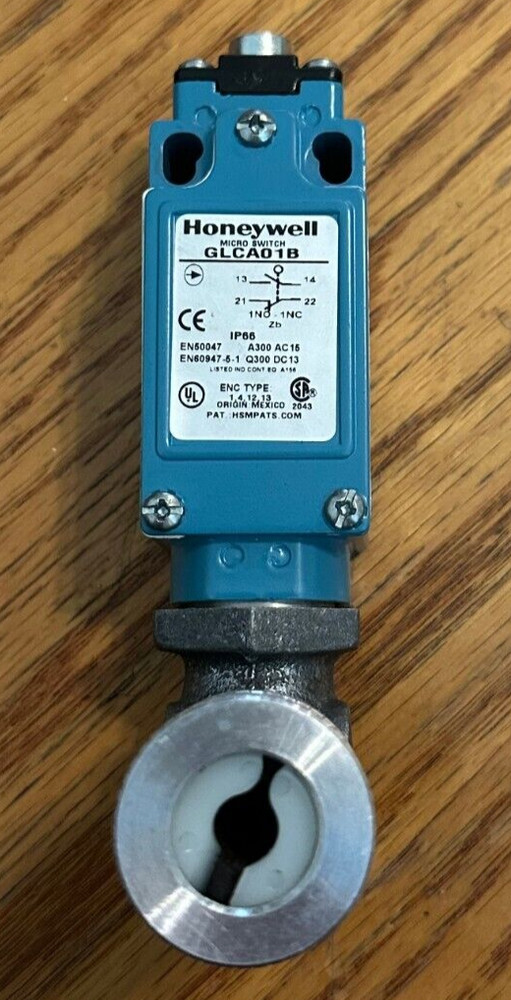 Honeywell
MICRO SWITCH
GLCA01B
13 14
21 22
1NO - 1NC
Zb
CE
IP66
EN50047 A300 AC15
EN60947-5-1 Q300 DC13
LISTED IND CONT EQ A156
UL
ENC TYPE:
1,4,12,13
ORIGIN MEXICO
SA® 
2043
PAT. HSMPATS.COM